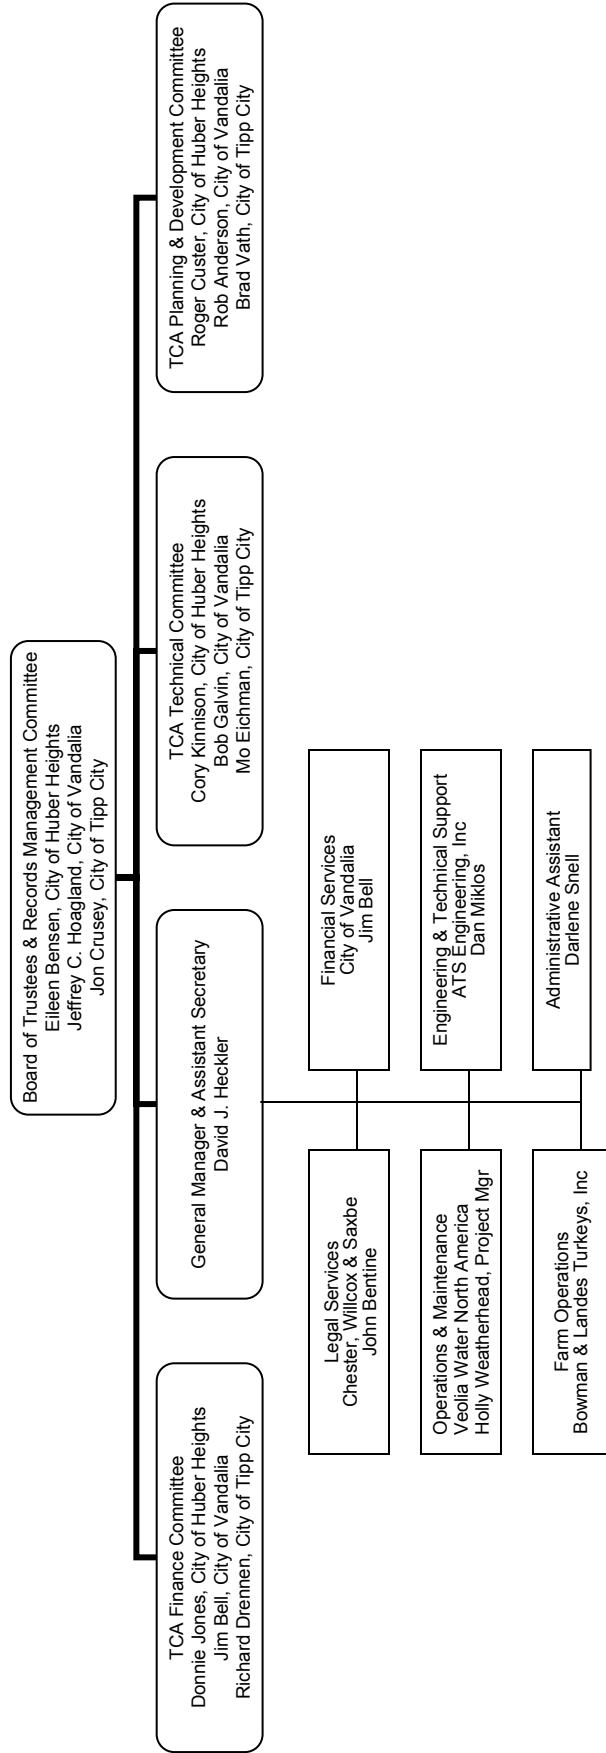 Board of Trustees & Records Management Committee
Eileen Bensen, City of Huber Heights
Jeffrey C. Hoagland, City of Vandalia
Jon Crusey, City of Tipp City
TCA Finance Committee
Donnie Jones, City of Huber Heights
Jim Bell, City of Vandalia
Richard Drennen, City of Tipp City
General Manager & Assistant Secretary
David J. Heckler
TCA Technical Committee
Cory Kinnison, City of Huber Heights
Bob Galvin, City of Vandalia
Mo Eichman, City of Tipp City
TCA Planning & Development Committee
Roger Custer, City of Huber Heights
Rob Anderson, City of Vandalia
Brad Vath, City of Tipp City
Legal Services
Chester, Willcox & Saxbe
John Bentine
Financial Services
City of Vandalia
Jim Bell
Operations & Maintenance
Veolia Water North America
Holly Weatherhead, Project Mgr
Engineering & Technical Support
ATS Engineering, Inc
Dan Miklos
Farm Operations
Bowman & Landes Turkeys, Inc
Administrative Assistant
Darlene Snell